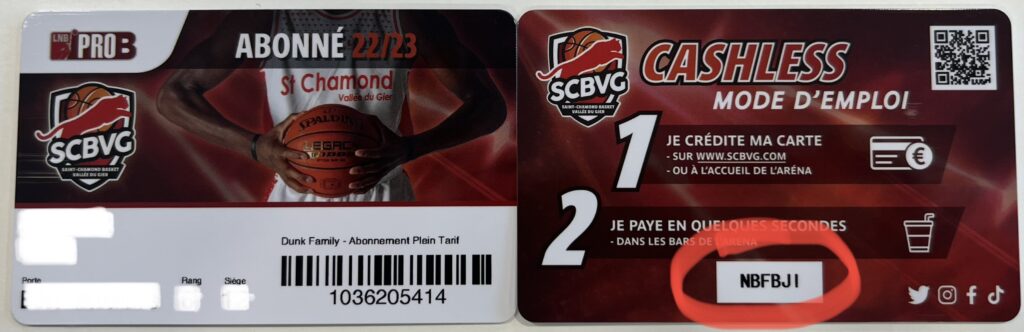 LNB PRO B
ABONNÉ 22/23
St Chamond
Vallée du Gier
SPALDING
LEGACY
SCBVG
SAINT-CHAMOND BASKET
VALLÉE DU GIER
Dunk Family - Abonnement Plein Tarif
Porte
Rang
Siège
1036205414
SCBVG
SAINT-CHAMOND BASKET
VALLÉE DU GIER
CASHLESS
MODE D'EMPLOI
1
JE CRÉDITE MA CARTE
- SUR WWW.SCBVG.COM
- OU À L'ACCUEIL DE L'ARÉNA
€
2
JE PAYE EN QUELQUES SECONDES
- DANS LES BARS DE L'ARÉNA
NBFBJI